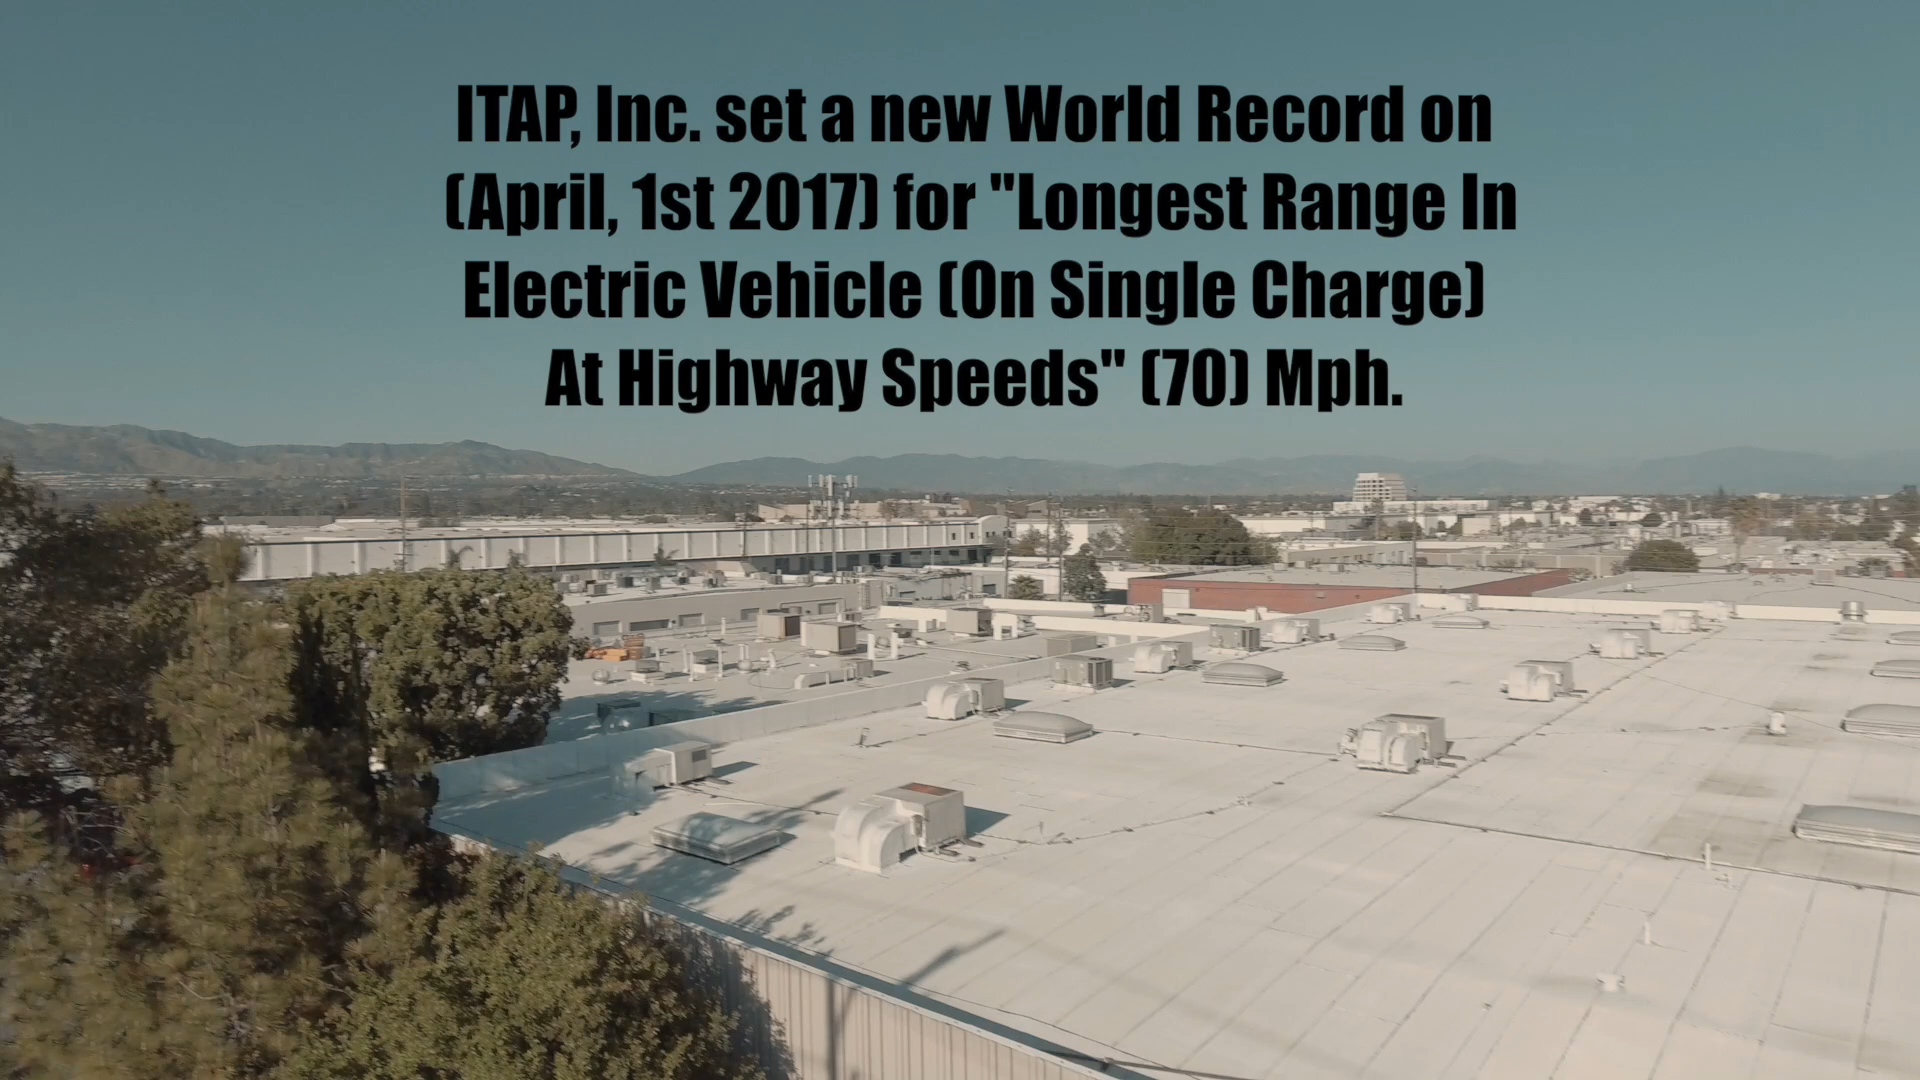 ITAP, Inc. set a new World Record on
(April, 1st 2017) for "Longest Range In
Electric Vehicle (On Single Charge)
At Highway Speeds" (70) Mph.